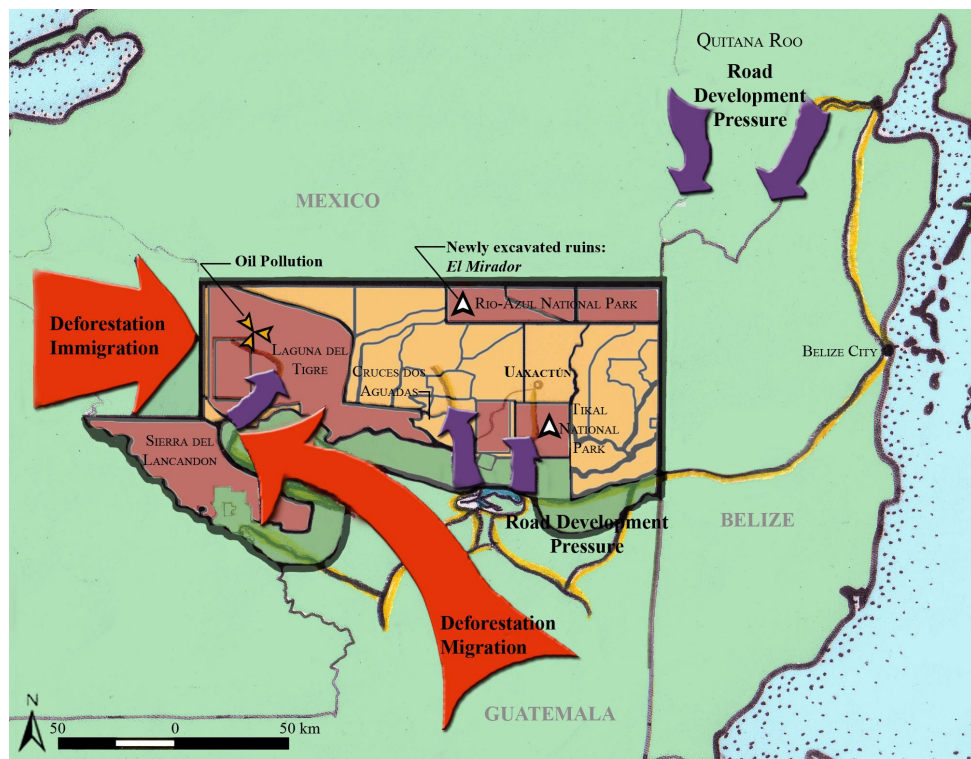 QUITANA ROO
Road
Development
Pressure
MEXICO
Oil Pollution
Newly excavated ruins:
El Mirador
RIO-AZUL NATIONAL PARK
Deforestation
Immigration
LAGUNA DEL
TIGRE
CRUCES DOS
AGUADAS
UAXACTÚN
BELIZE CITY
TIKAL
NATIONAL
PARK
SIERRA DEL
LANCANDON
Road Development
Pressure
BELIZE
Deforestation
Migration
GUATEMALA
N
50 0 50 km